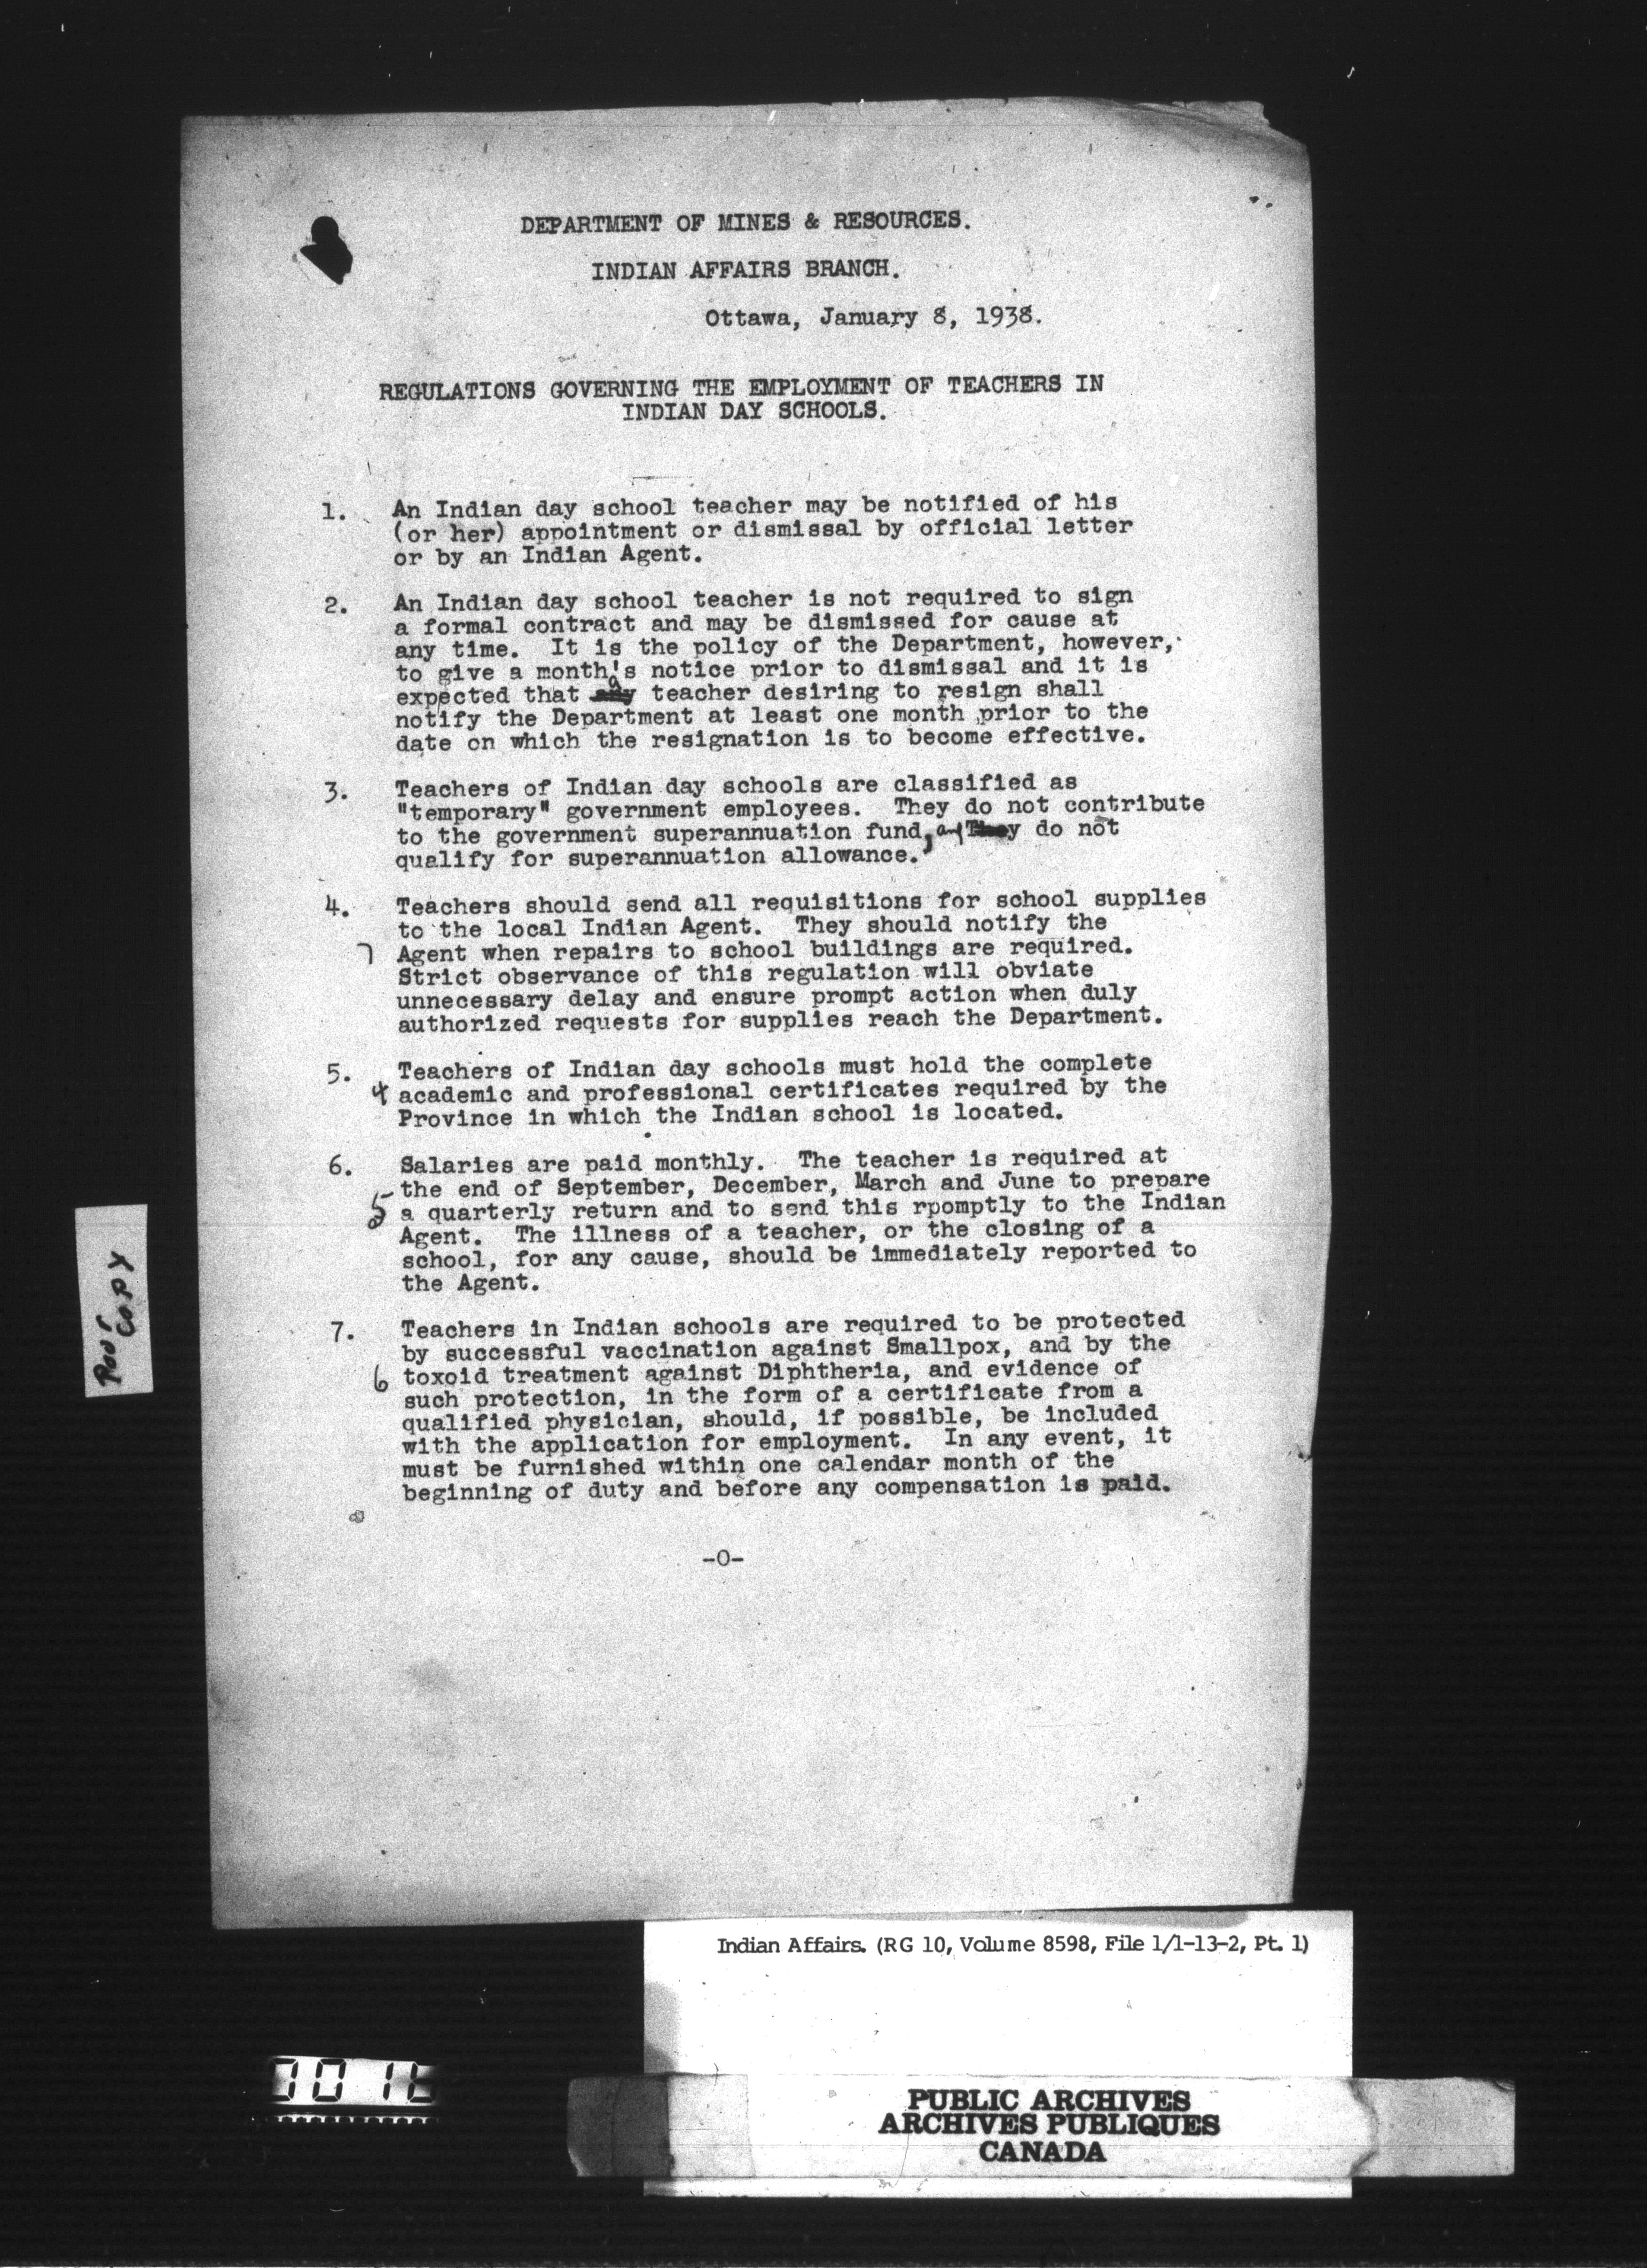 DEPARTMENT OF MINES & RESOURCES.
INDIAN AFFAIRS BRANCH.
Ottawa, January 8, 1938.
REGULATIONS GOVERNING THE EMPLOYMENT OF TEACHERS IN
INDIAN DAY SCHOOLS.
1. An Indian day school teacher may be notified of his
(or her) appointment or dismissal by official letter
or by an Indian Agent.
2. An Indian day school teacher is not required to sign
a formal contract and may be dismissed for cause at
any time. It is the policy of the Department, however,
to give a month's notice prior to dismissal and it is
expected that a teacher desiring to resign shall
notify the Department at least one month prior to the
date on which the resignation is to become effective.
3. Teachers of Indian day schools are classified as
"temporary" government employees. They do not contribute
to the government superannuation fund, and They do not
qualify for superannuation allowance.
4. Teachers should send all requisitions for school supplies
to the local Indian Agent. They should notify the
7 Agent when repairs to school buildings are required.
Strict observance of this regulation will obviate
unnecessary delay and ensure prompt action when duly
authorized requests for supplies reach the Department.
5. Teachers of Indian day schools must hold the complete
4 academic and professional certificates required by the
Province in which the Indian school is located.
6. Salaries are paid monthly. The teacher is required at
the end of September, December, March and June to prepare
5 a quarterly return and to send this rpomptly to the Indian
Agent. The illness of a teacher, or the closing of a
school, for any cause, should be immediately reported to
the Agent.
7. Teachers in Indian schools are required to be protected
by successful vaccination against Smallpox, and by the
6 toxoid treatment against Diphtheria, and evidence of
such protection, in the form of a certificate from a
qualified physician, should, if possible, be included
with the application for employment. In any event, it
must be furnished within one calendar month of the
beginning of duty and before any compensation is paid.
-0-
Poor
COPY
Indian Affairs. (RG 10, Volume 8598, File 1/1-13-2, Pt. 1)
PUBLIC ARCHIVES
ARCHIVES PUBLIQUES
CANADA